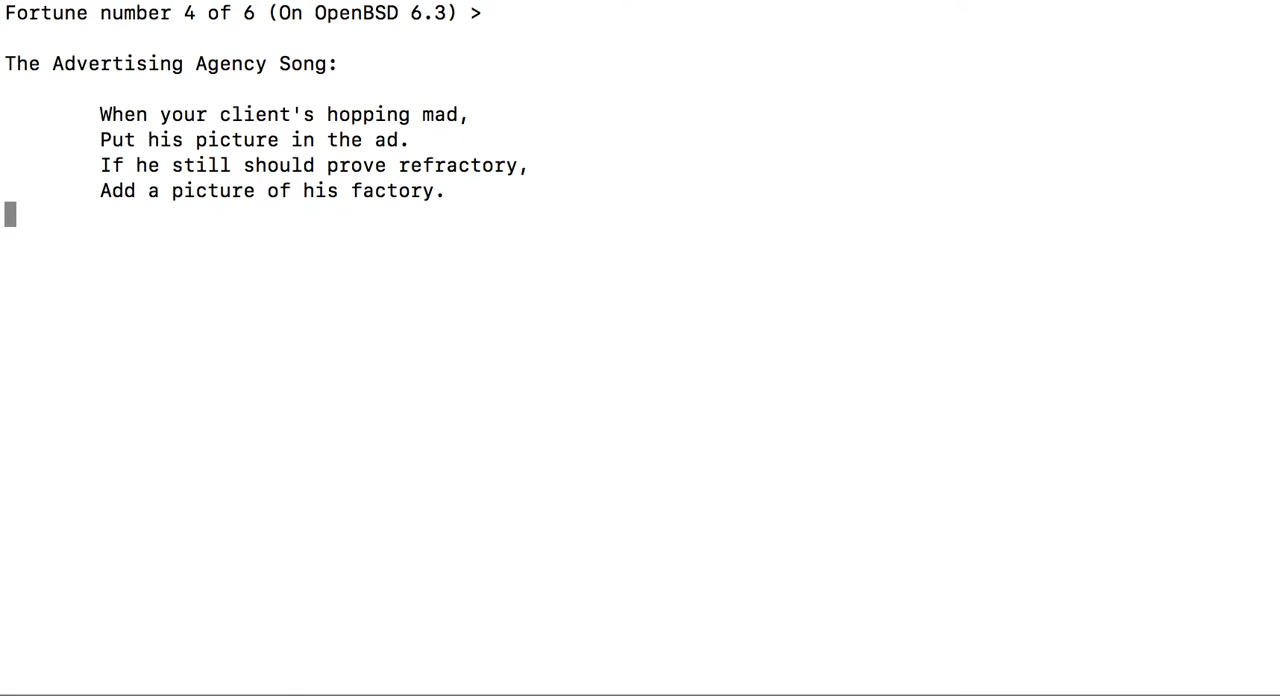 Fortune number 4 of 6 (On OpenBSD 6.3) >
The Advertising Agency Song:
When your client's hopping mad,
Put his picture in the ad.
If he still should prove refractory,
Add a picture of his factory.